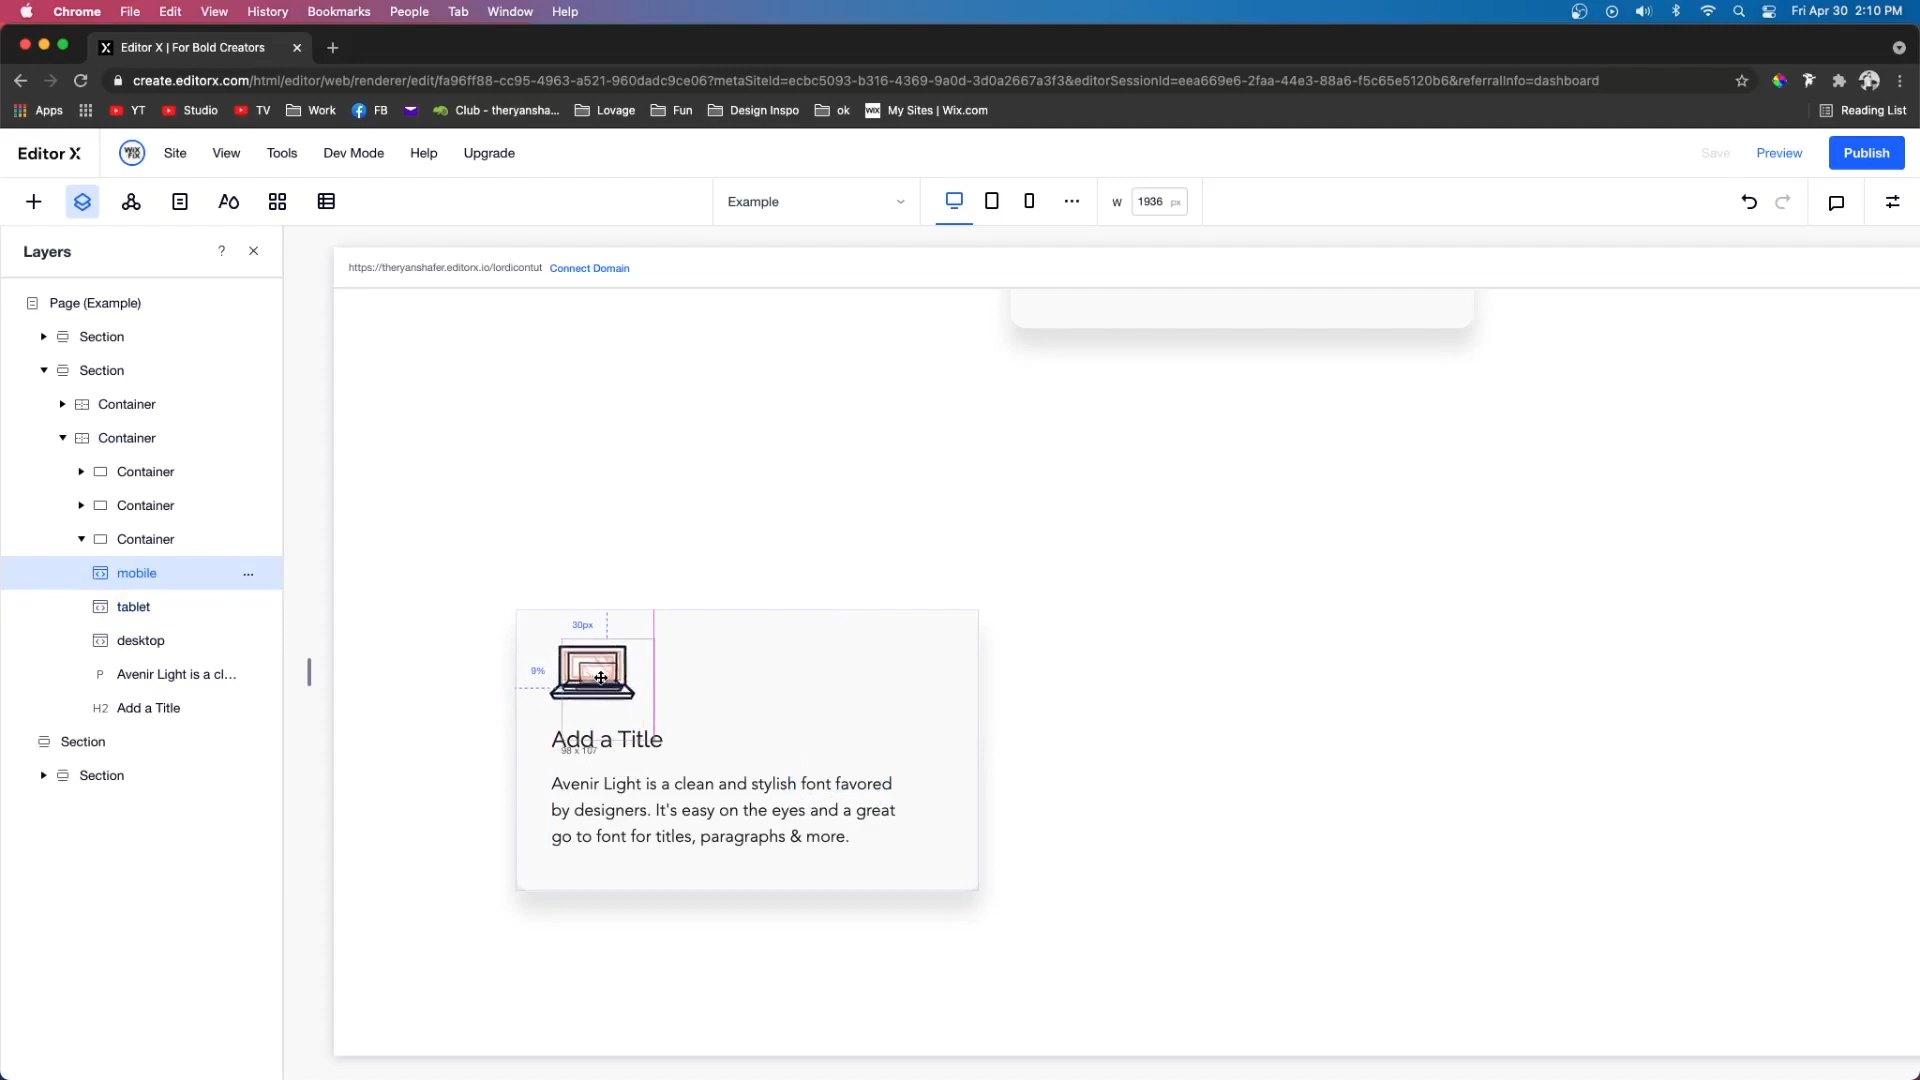 Chrome File Edit View History Bookmarks People Tab Window Help Fri Apr 30 2:10 PM
Editor X | For Bold Creators
create.editorx.com/html/editor/web/renderer/edit/fa96ff88-cc95-4963-a521-960dadc9ce06?metaSiteId=ecbc5093-b316-4369-9a0d-3d0a2667a3f3&editorSessionId=eea669e6-2faa-44e3-88a6-f5c65e5120b6&referralInfo=dashboard
Apps YT Studio TV Work FB Club - theryansha... Lovage Fun Design Inspo ok WIX My Sites | Wix.com Reading List
Editor X WIX FIX Site View Tools Dev Mode Help Upgrade Save Preview Publish
Example W 1936 px
Layers ?
https://theryanshafer.editorx.io/lordicontut Connect Domain
Page (Example)
Section
Section
Container
Container
Container
Container
Container
mobile
tablet
desktop
P Avenir Light is a cl...
H2 Add a Title
Section
Section
30px
9%
Add a Title
98 x 107
Avenir Light is a clean and stylish font favored
by designers. It's easy on the eyes and a great
go to font for titles, paragraphs & more.